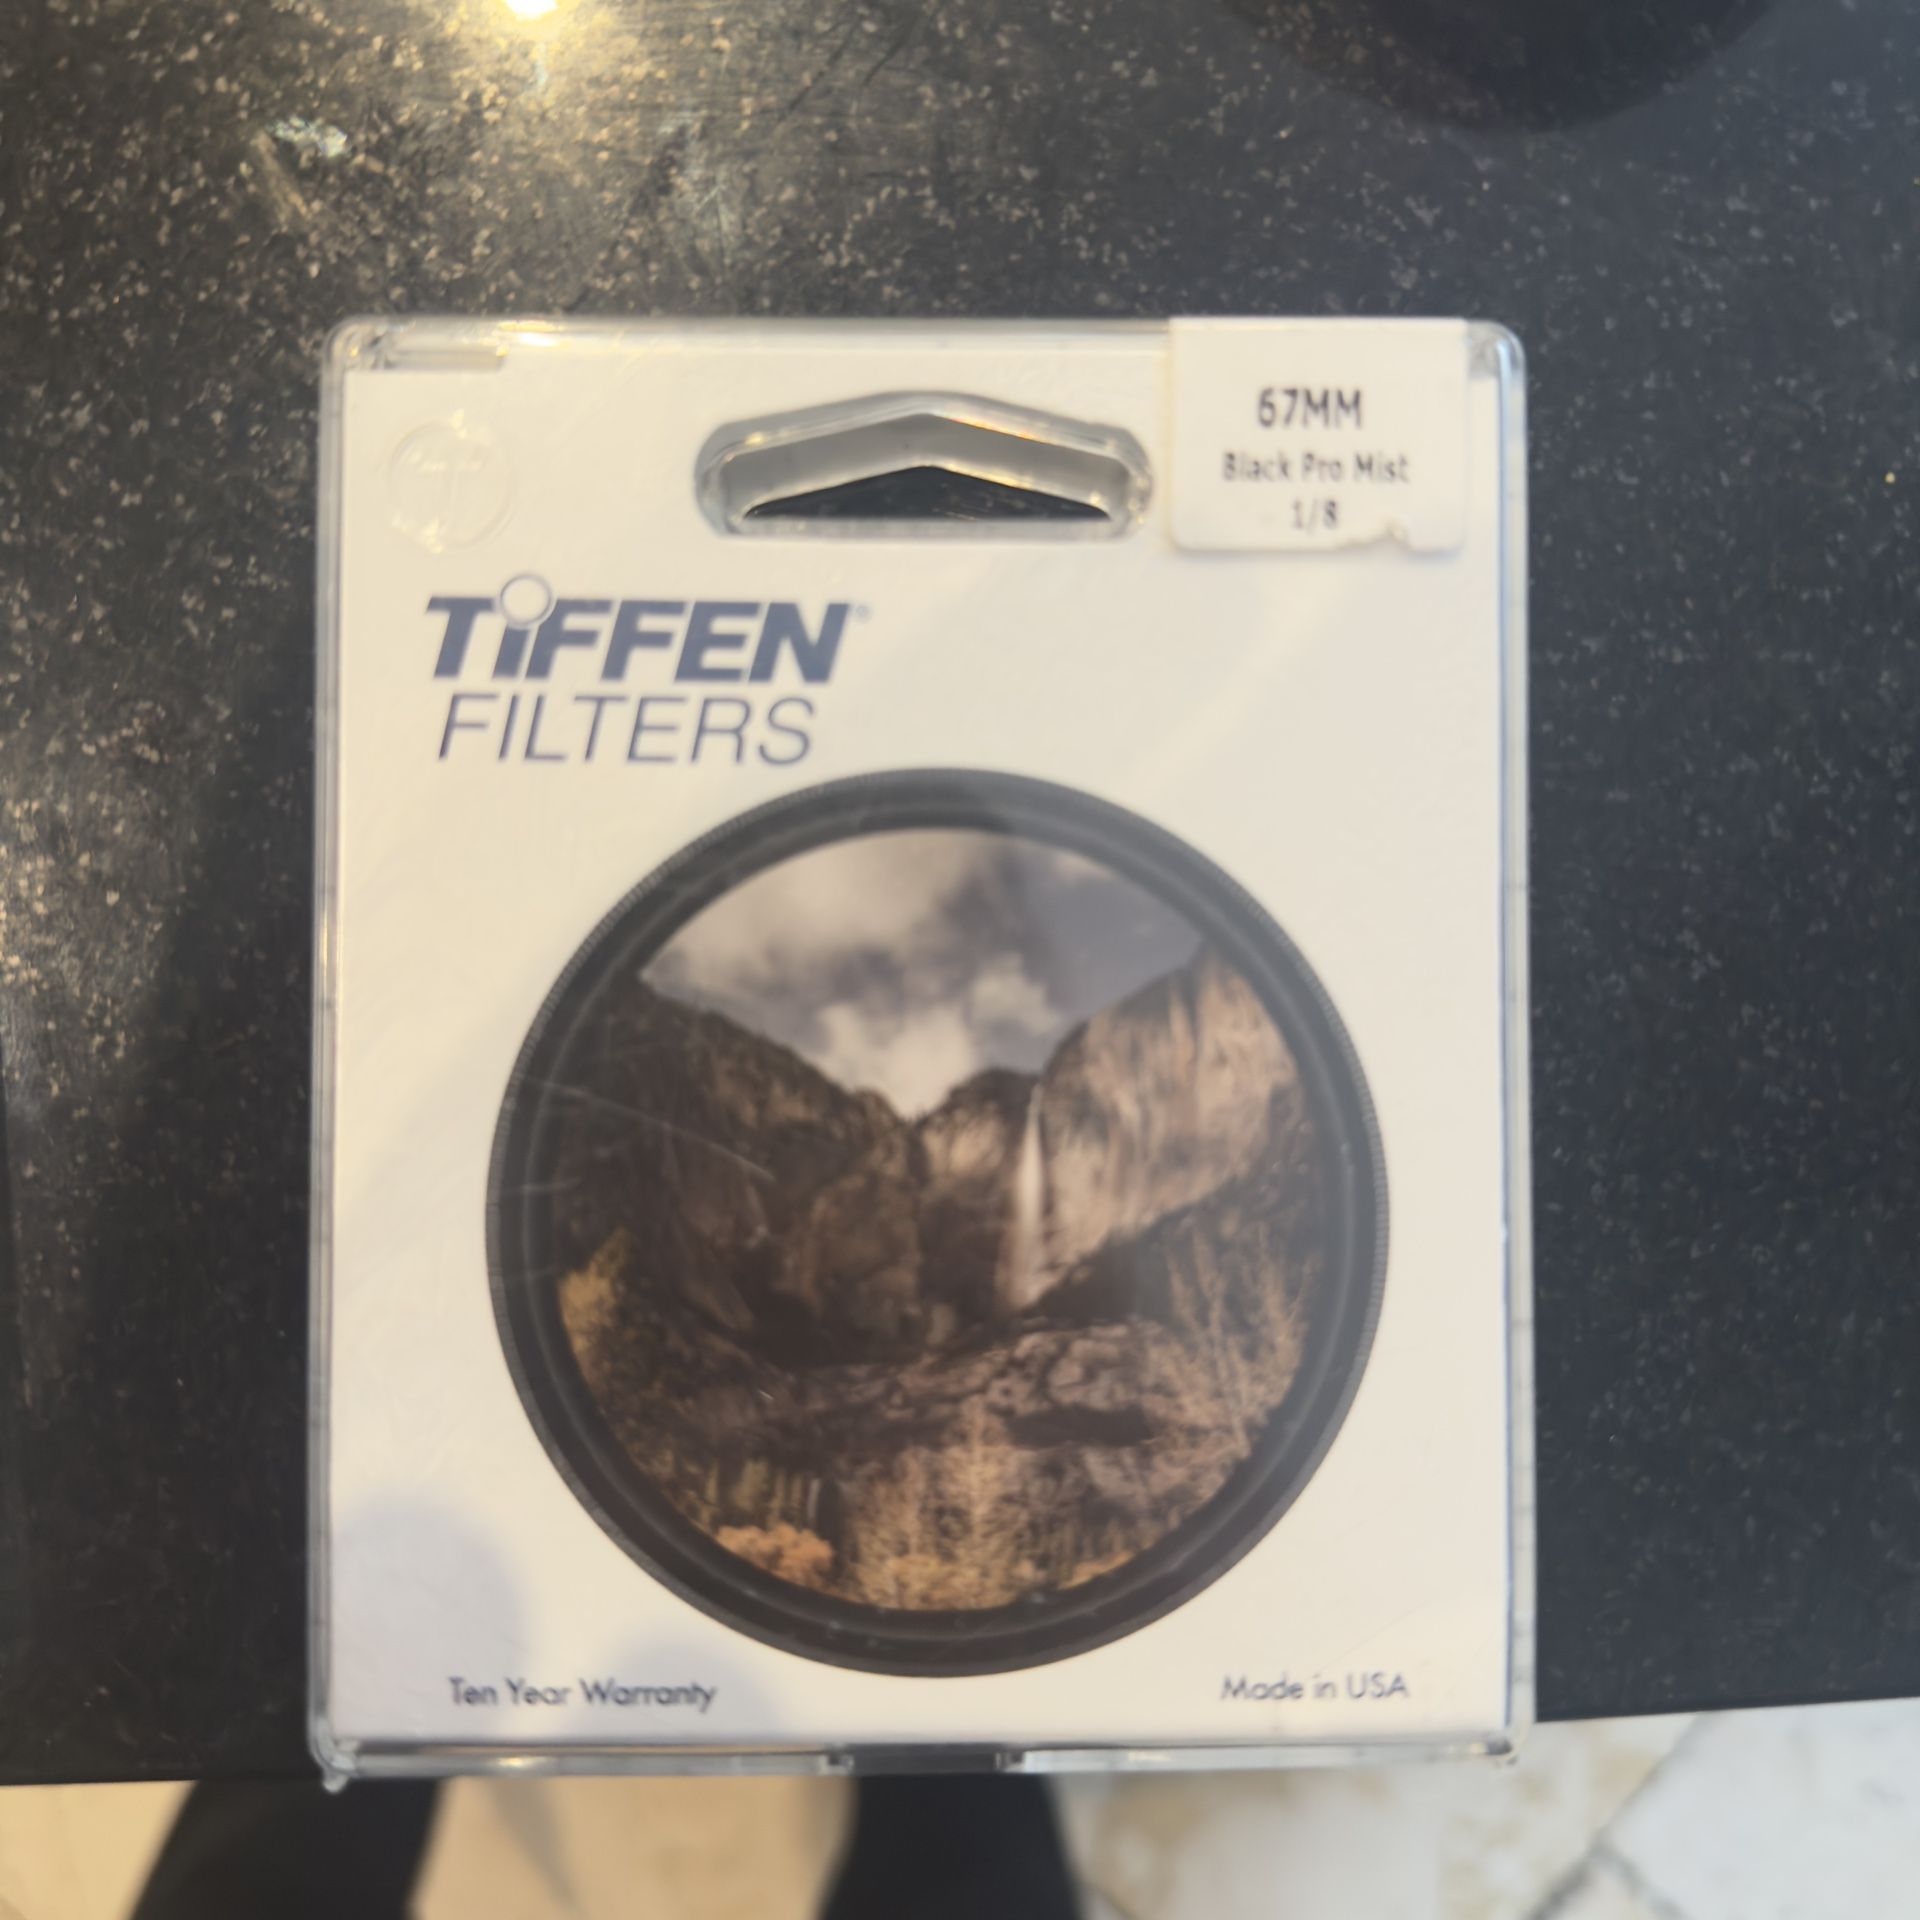 67MM
Black Pro Mist
1/8
TiFFEN®
FILTERS
Ten Year Warranty
Made in USA